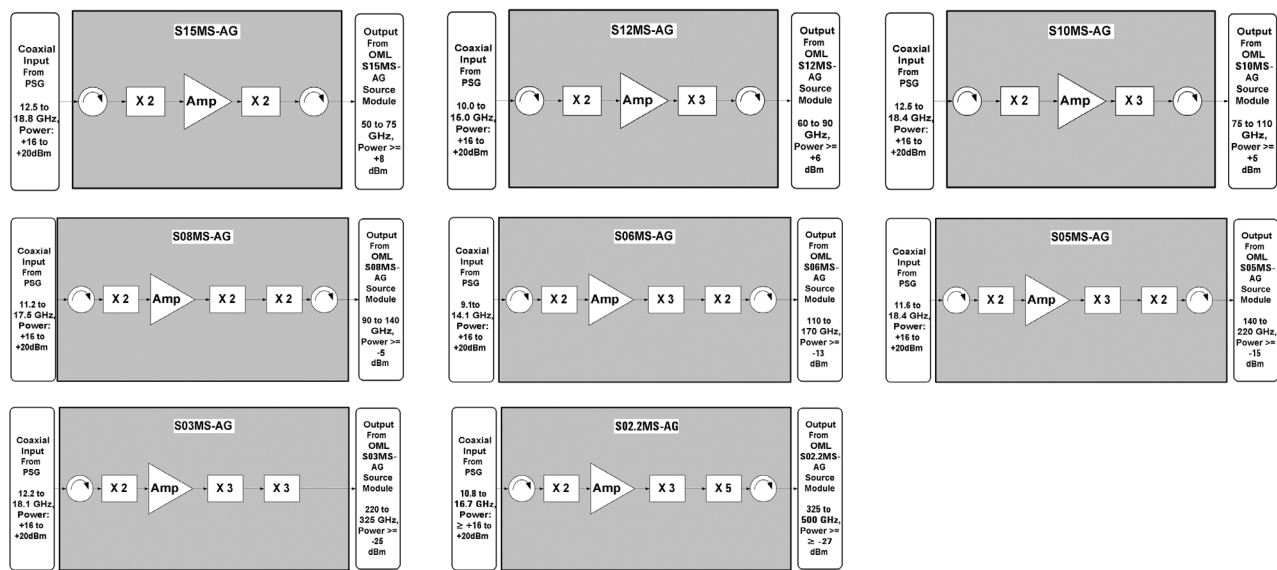 S15MS-AG
Coaxial
Input
From
PSG
12.5 to
18.8 GHz,
Power:
+16 to
+20dBm
X 2
Amp
X 2
Output
From
OML
S15MS-
AG
Source
Module
50 to 75
GHz,
Power >=
+8
dBm
S12MS-AG
Coaxial
Input
From
PSG
10.0 to
15.0 GHz,
Power:
+16 to
+20dBm
X 2
Amp
X 3
Output
From
OML
S12MS-
AG
Source
Module
60 to 90
GHz,
Power >=
+6
dBm
S10MS-AG
Coaxial
Input
From
PSG
12.5 to
18.4 GHz,
Power:
+16 to
+20dBm
X 2
Amp
X 3
Output
From
OML
S10MS-
AG
Source
Module
75 to 110
GHz,
Power >=
+5
dBm
S08MS-AG
Coaxial
Input
From
PSG
11.2 to
17.5 GHz,
Power:
+16 to
+20dBm
X 2
Amp
X 2
X 2
Output
From
OML
S08MS-
AG
Source
Module
90 to 140
GHz,
Power >=
-5
dBm
S06MS-AG
Coaxial
Input
From
PSG
9.1to
14.1 GHz,
Power:
+16 to
+20dBm
X 2
Amp
X 3
X 2
Output
From
OML
S06MS-
AG
Source
Module
110 to
170 GHz,
Power >=
-13
dBm
S05MS-AG
Coaxial
Input
From
PSG
11.6 to
18.4 GHz,
Power:
+16 to
+20dBm
X 2
Amp
X 3
X 2
Output
From
OML
S05MS-
AG
Source
Module
140 to
220 GHz,
Power >=
-15
dBm
S03MS-AG
Coaxial
Input
From
PSG
12.2 to
18.1 GHz,
Power:
+16 to
+20dBm
X 2
Amp
X 3
X 3
Output
From
OML
S03MS-
AG
Source
Module
220 to
325 GHz,
Power >=
-25
dBm
S02.2MS-AG
Coaxial
Input
From
PSG
10.8 to
16.7 GHz,
Power:
≥ +16 to
+20dBm
X 2
Amp
X 3
X 5
Output
From
OML
S02.2MS-
AG
Source
Module
325 to
500 GHz,
Power >=
≥ -27
dBm